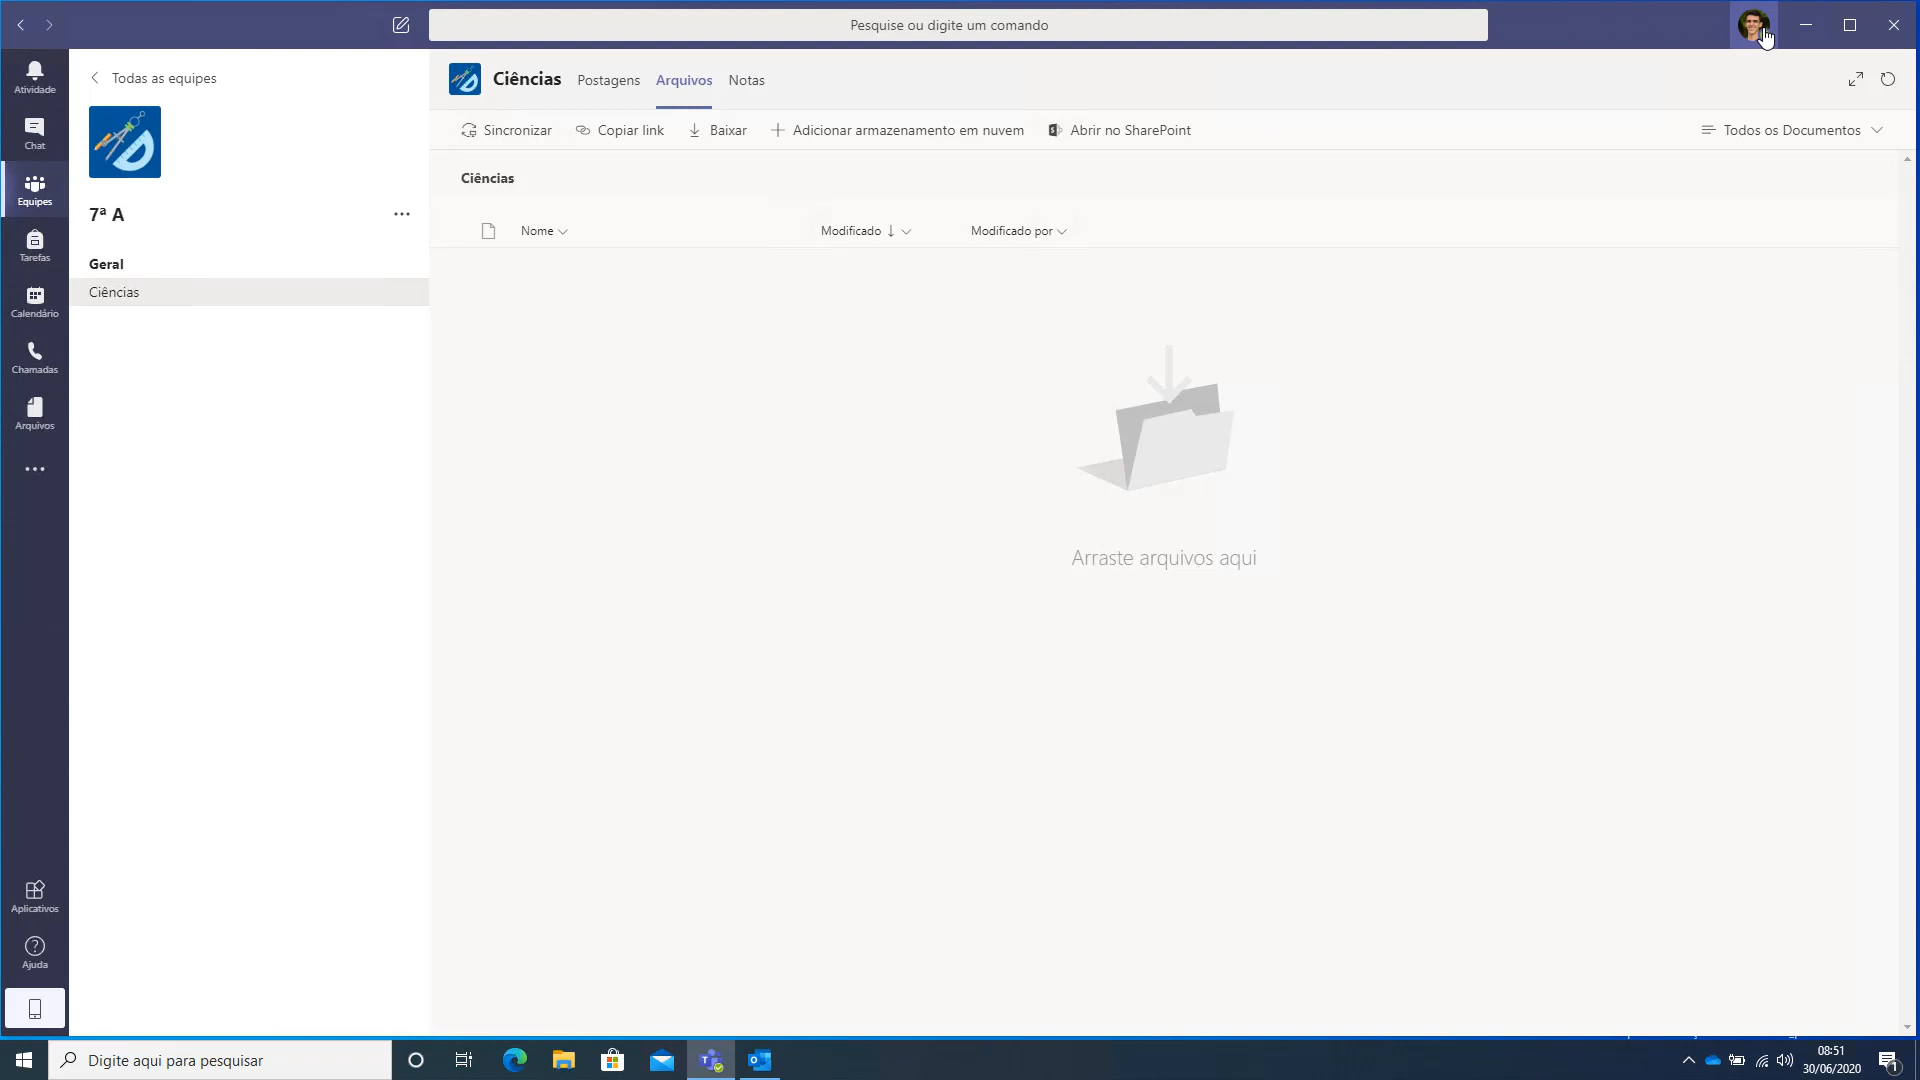 Pesquise ou digite um comando
Atividade
Chat
Equipes
Tarefas
Calendário
Chamadas
Arquivos
Aplicativos
Ajuda
Todas as equipes
7ª A
Geral
Ciências
Ciências Postagens Arquivos Notas
Sincronizar Copiar link Baixar Adicionar armazenamento em nuvem Abrir no SharePoint Todos os Documentos
Ciências
Nome Modificado Modificado por
Arraste arquivos aqui
Digite aqui para pesquisar
08:51
30/06/2020
1